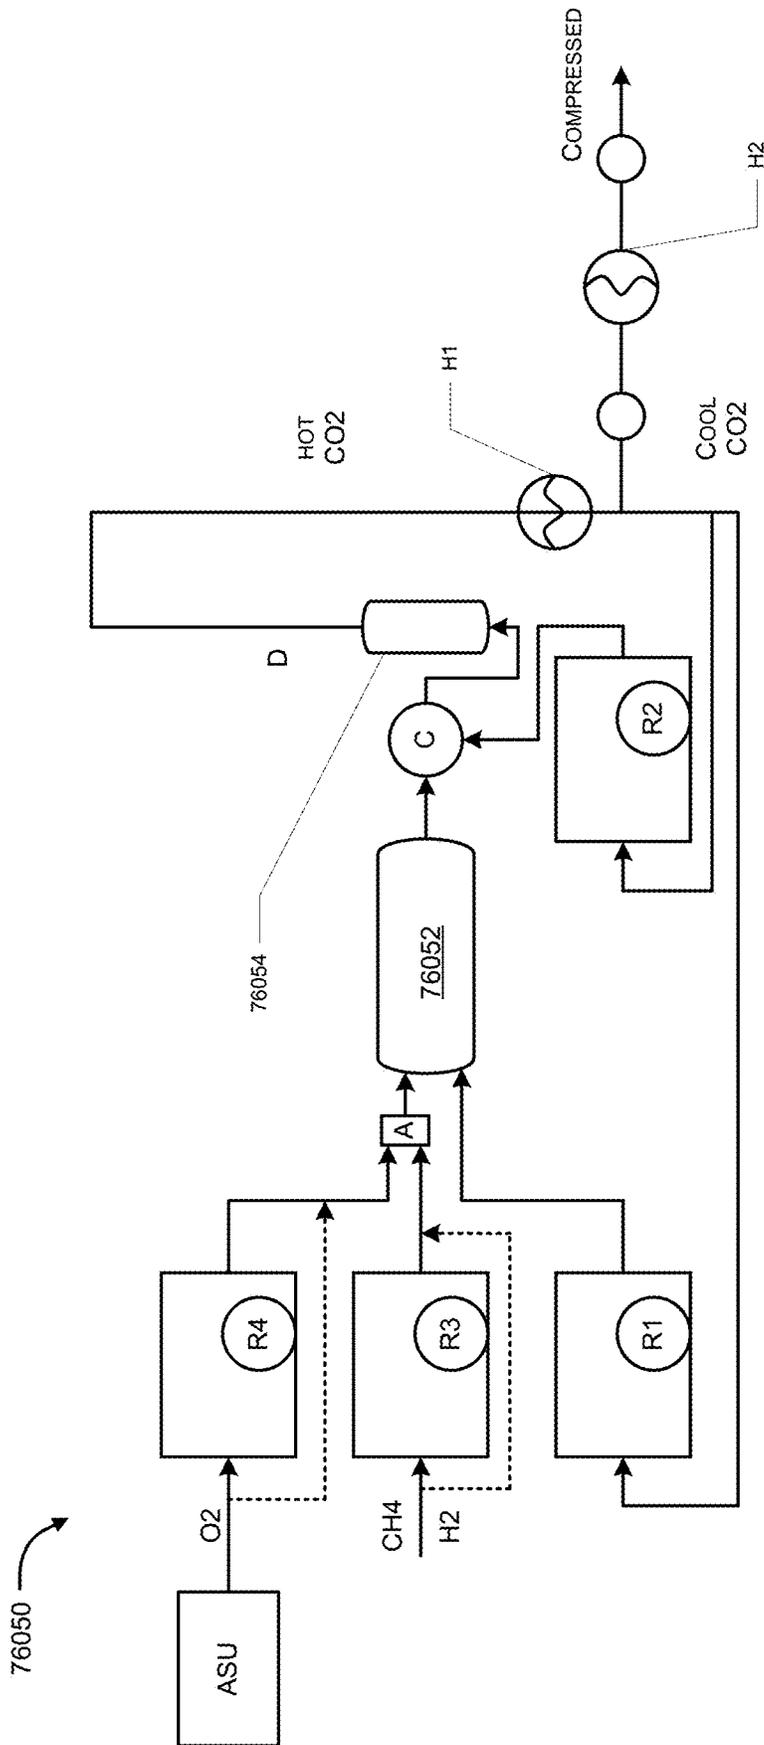 76050
ASU
O2
R4
CH4
H2
R3
R1
A
76052
76054
C
R2
D
HOT
CO2
H1
COOL
CO2
COMPRESSED
H2